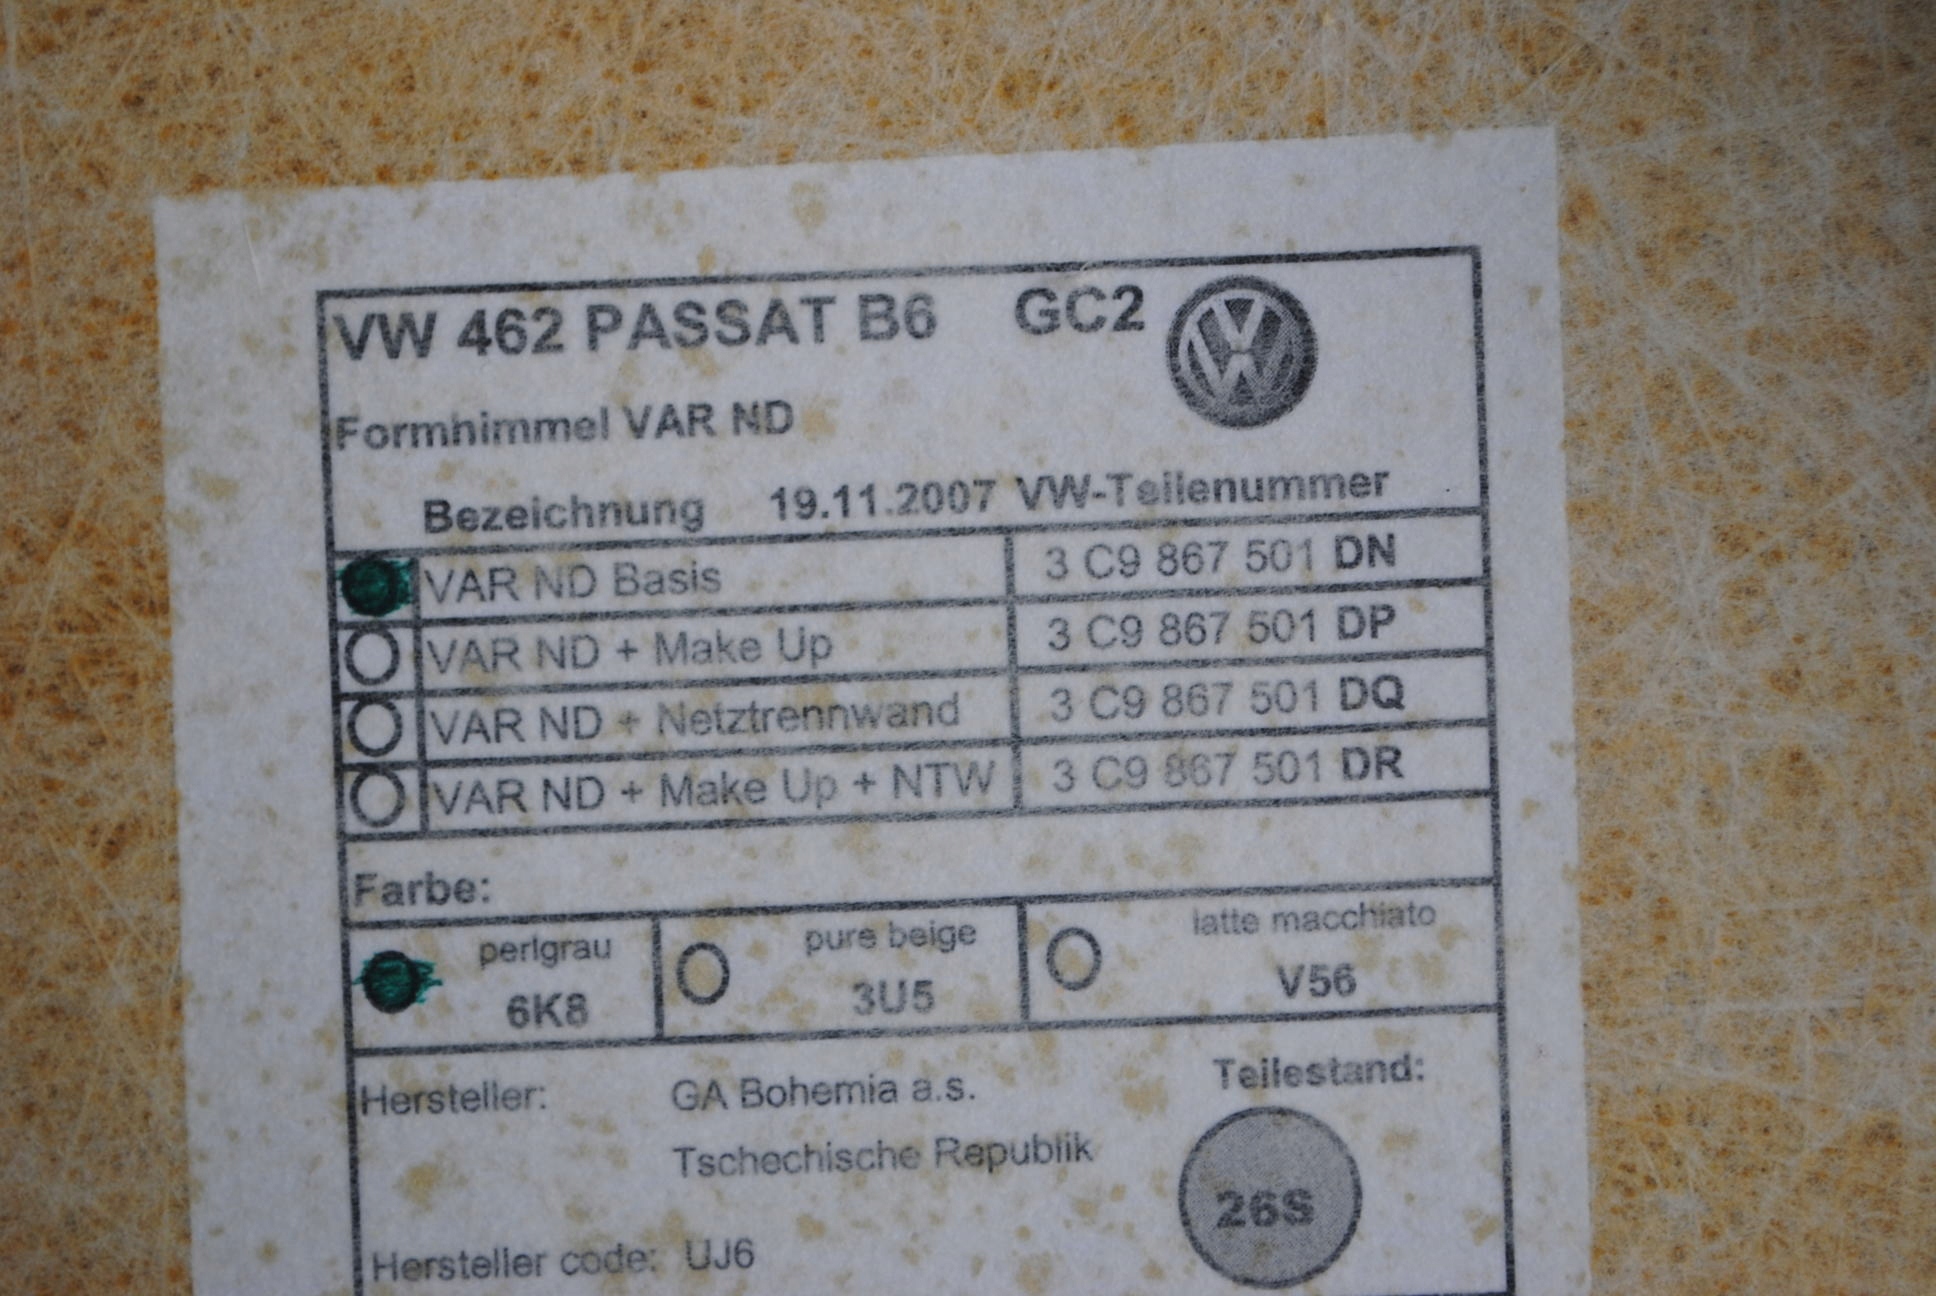 VW 462 PASSAT B6 GC2
Formhimmel VAR ND
Bezeichnung 19.11.2007 VW-Teilenummer
VAR ND Basis 3 C9 867 501 DN
VAR ND + Make Up 3 C9 867 501 DP
VAR ND + Netztrennwand 3 C9 867 501 DQ
VAR ND + Make Up + NTW 3 C9 867 501 DR
Farbe:
perlgrau pure beige latte macchiato
6K8 3U5 V56
Hersteller: GA Bohemia a.s. Teilestand:
Tschechische Republik
26S
Hersteller code: UJ6